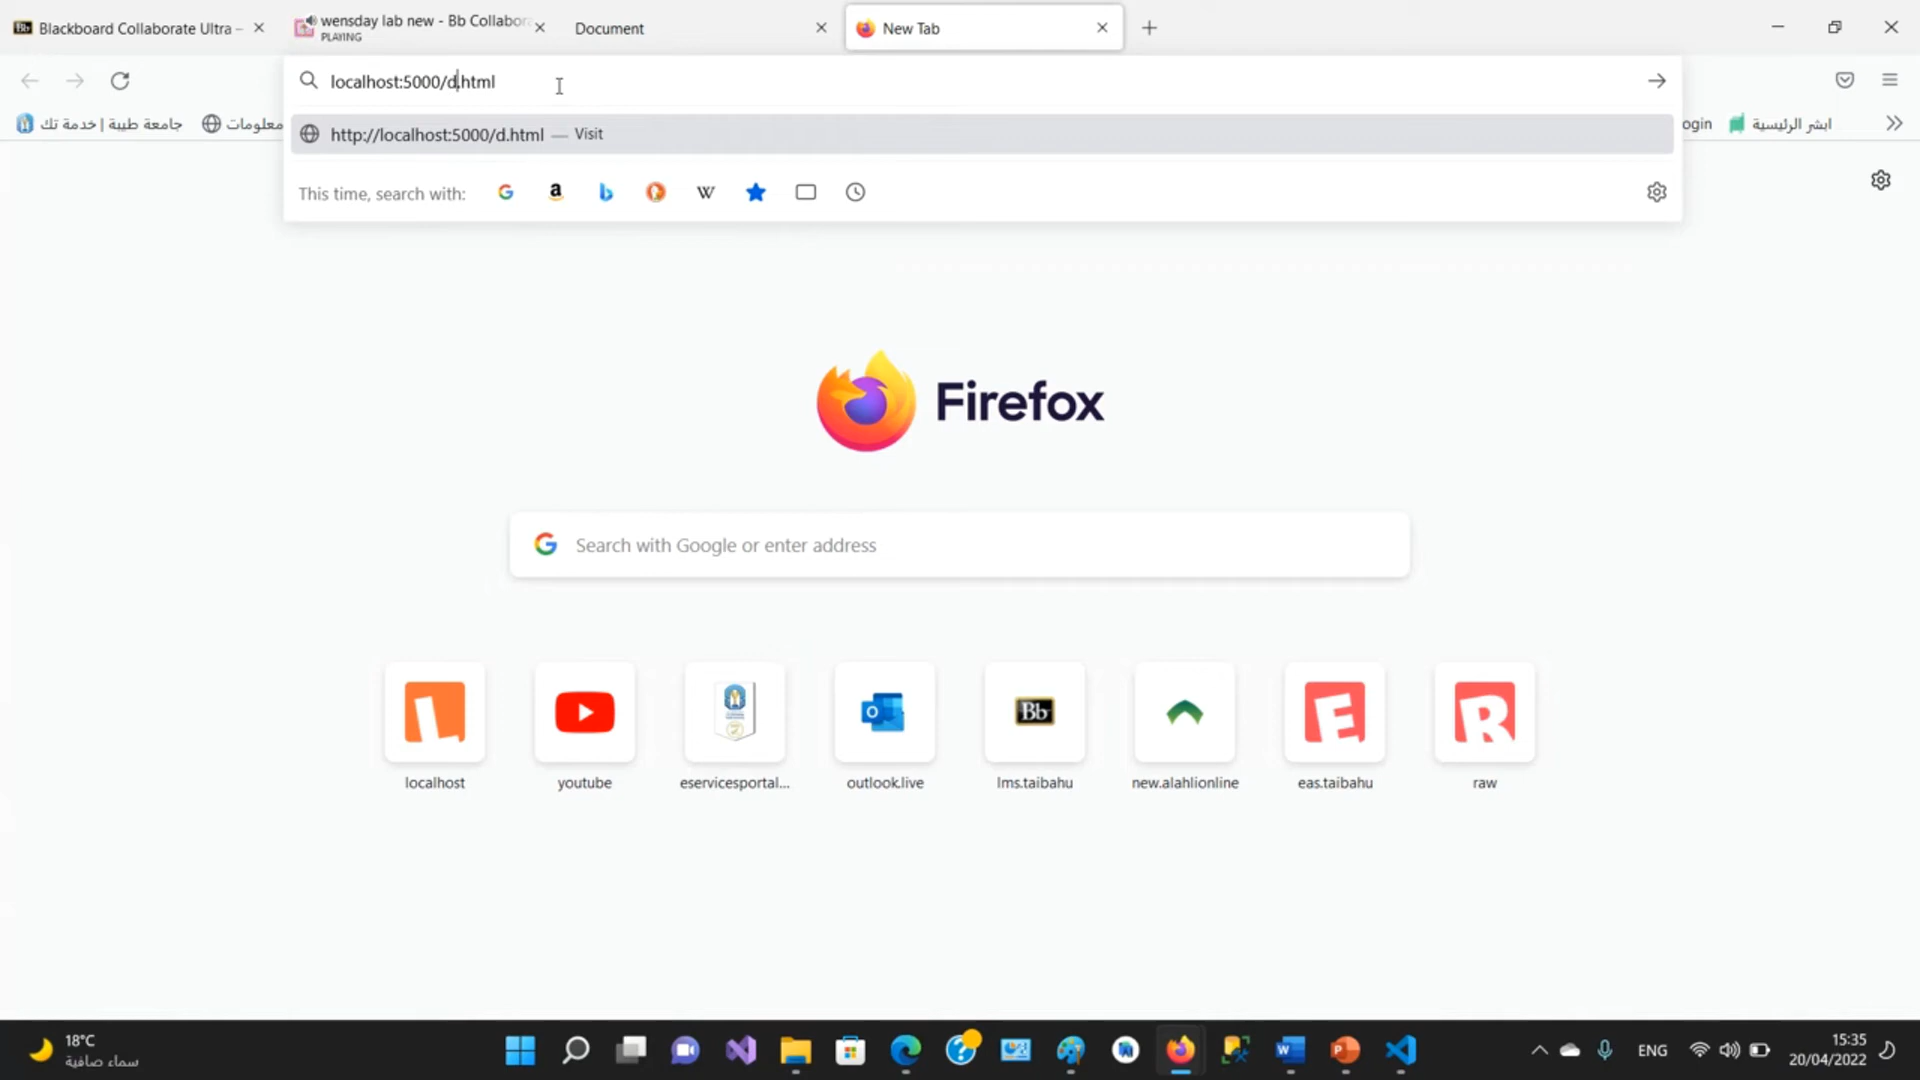 Blackboard Collaborate Ultra –
wensday lab new - Bb Collabora
PLAYING
Document
New Tab
localhost:5000/d.html
جامعة طيبة | خدمة تك
معلومات
ogin
ابشر الرئيسية
http://localhost:5000/d.html — Visit
This time, search with:
Firefox
Search with Google or enter address
Bb
localhost
youtube
eservicesportal...
outlook.live
lms.taibahu
new.alahlionline
eas.taibahu
raw
18°C
سماء صافية
ENG
15:35
20/04/2022